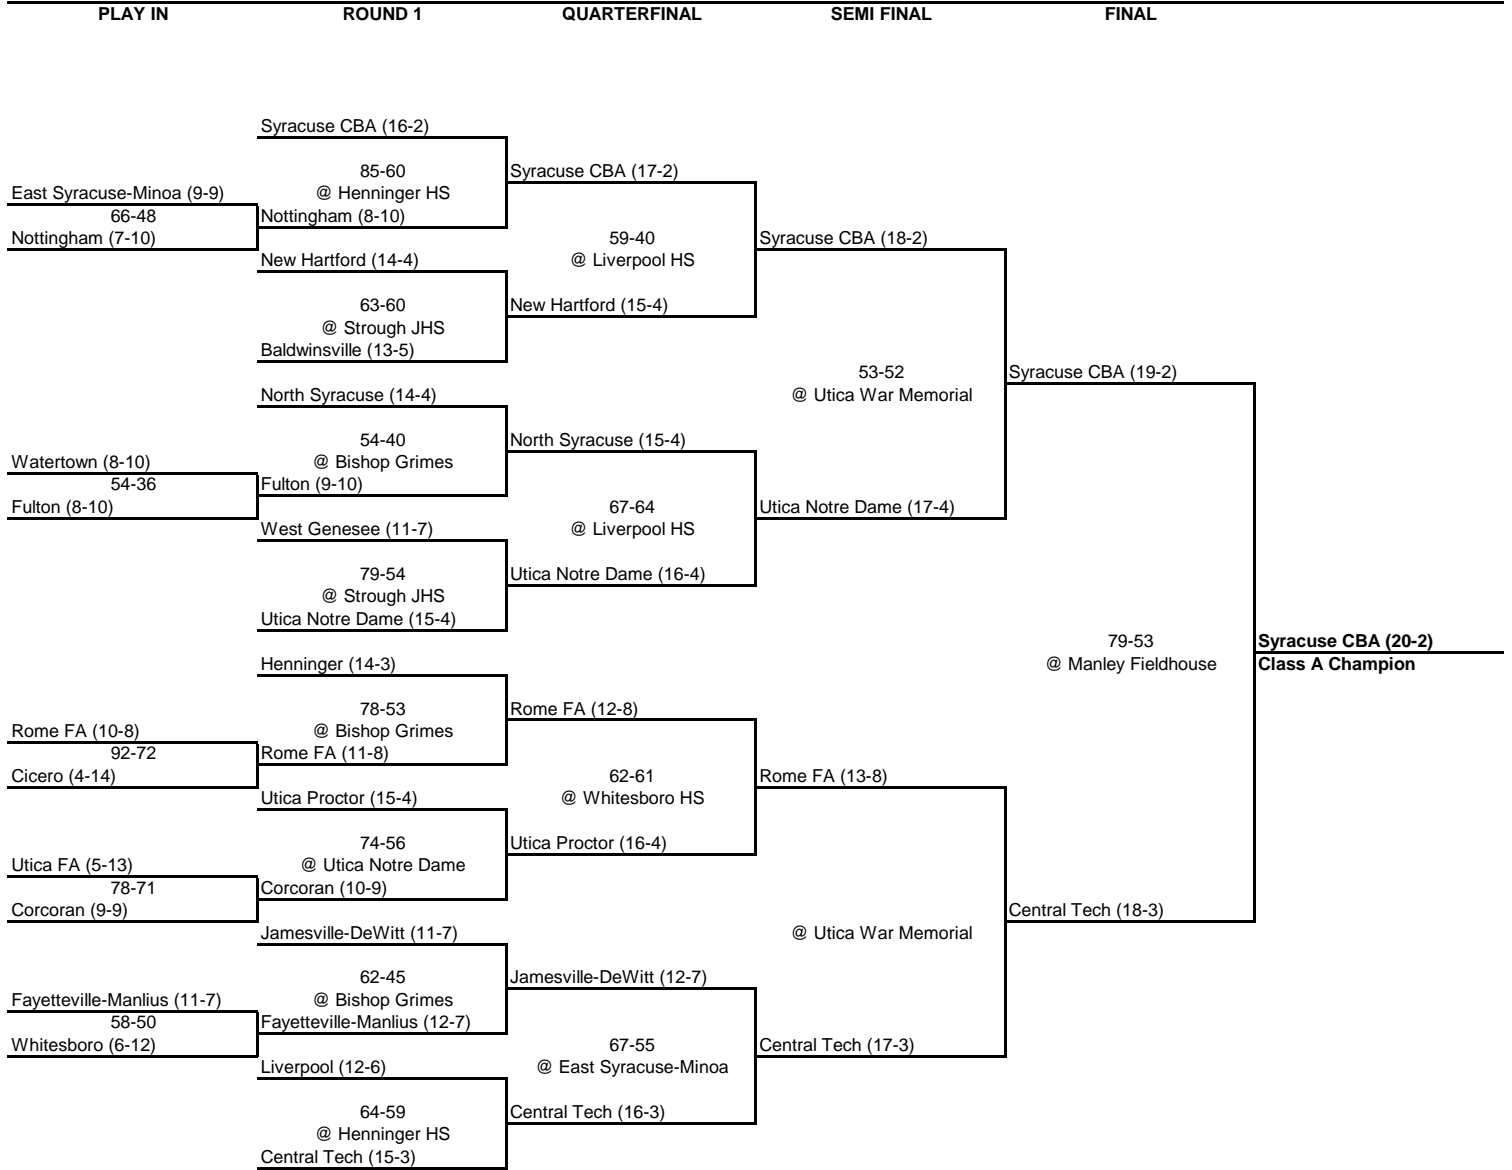 PLAY IN ROUND 1 QUARTERFINAL SEMI FINAL FINAL
Syracuse CBA (16-2)
85-60 Syracuse CBA (17-2)
East Syracuse-Minoa (9-9) @ Henninger HS
66-48 Nottingham (8-10)
Nottingham (7-10) 59-40 Syracuse CBA (18-2)
New Hartford (14-4) @ Liverpool HS
63-60 New Hartford (15-4)
@ Strough JHS
Baldwinsville (13-5)
53-52 Syracuse CBA (19-2)
North Syracuse (14-4) @ Utica War Memorial
54-40 North Syracuse (15-4)
Watertown (8-10) @ Bishop Grimes
54-36 Fulton (9-10)
Fulton (8-10) 67-64 Utica Notre Dame (17-4)
West Genesee (11-7) @ Liverpool HS
79-54 Utica Notre Dame (16-4)
@ Strough JHS
Utica Notre Dame (15-4)
79-53 Syracuse CBA (20-2)
Henninger (14-3) @ Manley Fieldhouse Class A Champion
78-53 Rome FA (12-8)
Rome FA (10-8) @ Bishop Grimes
92-72 Rome FA (11-8)
Cicero (4-14) 62-61 Rome FA (13-8)
Utica Proctor (15-4) @ Whitesboro HS
74-56 Utica Proctor (16-4)
Utica FA (5-13) @ Utica Notre Dame
78-71 Corcoran (10-9)
Corcoran (9-9) Central Tech (18-3)
Jamesville-DeWitt (11-7) @ Utica War Memorial
62-45 Jamesville-DeWitt (12-7)
Fayetteville-Manlius (11-7) @ Bishop Grimes
58-50 Fayetteville-Manlius (12-7)
Whitesboro (6-12) 67-55 Central Tech (17-3)
Liverpool (12-6) @ East Syracuse-Minoa
64-59 Central Tech (16-3)
@ Henninger HS
Central Tech (15-3)